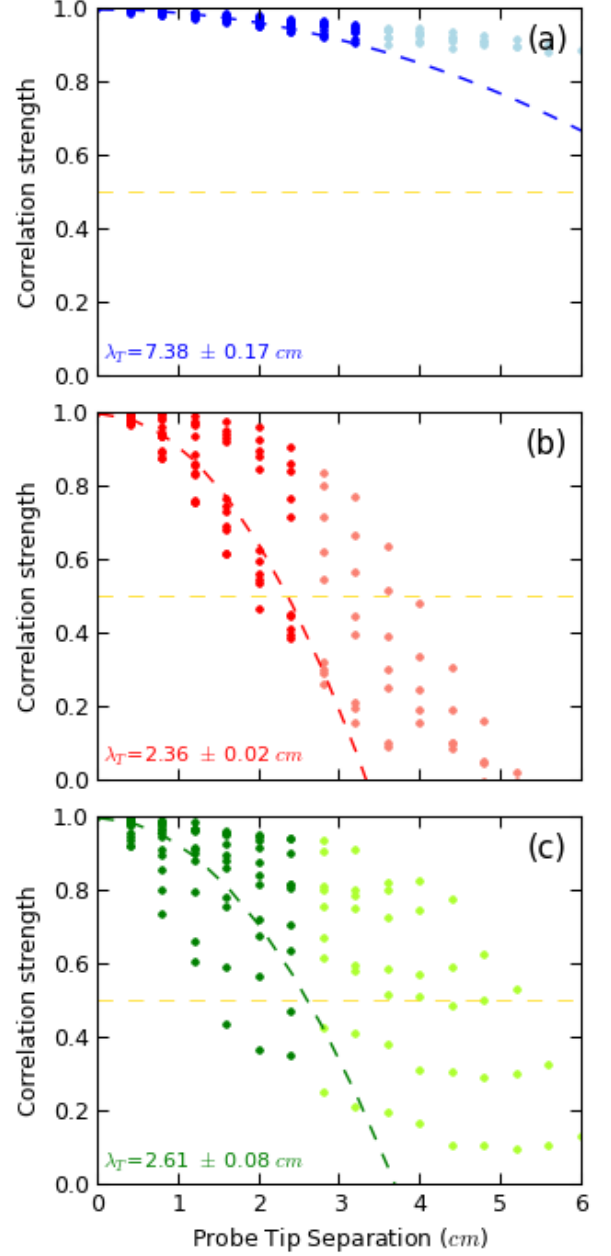 1.0
(a)
0.8
0.6
0.4
0.2
0.0
Correlation strength
λT=7.38 ± 0.17 cm
1.0
(b)
0.8
0.6
0.4
0.2
0.0
Correlation strength
λT=2.36 ± 0.02 cm
1.0
(c)
0.8
0.6
0.4
0.2
0.0
Correlation strength
λT=2.61 ± 0.08 cm
0 1 2 3 4 5 6
Probe Tip Separation (cm)